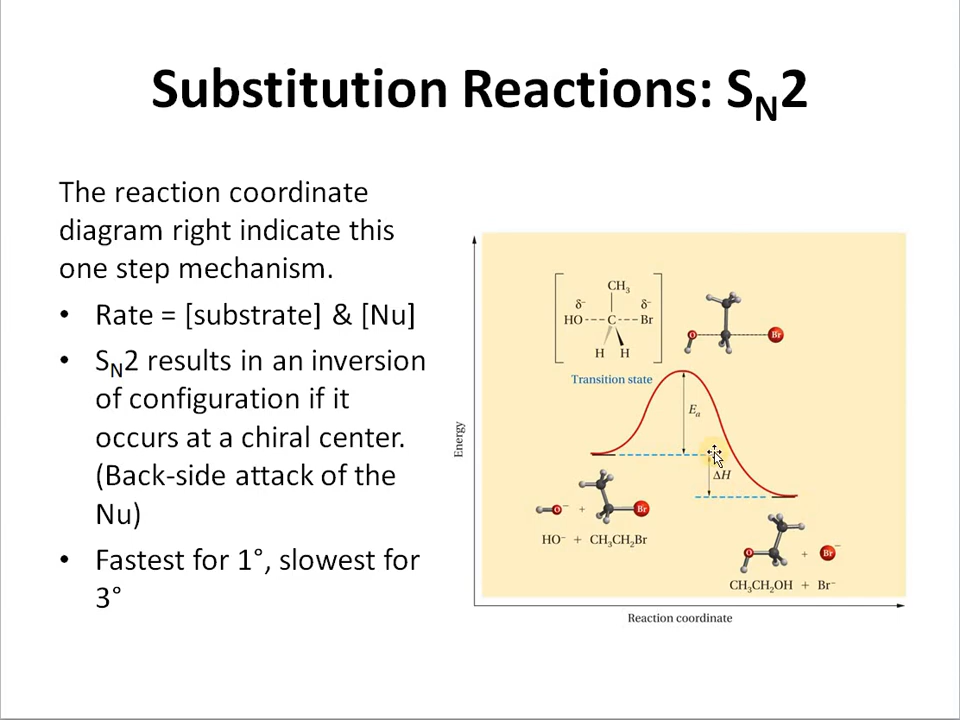 Substitution Reactions: SN2
The reaction coordinate
diagram right indicate this
one step mechanism.
• Rate = [substrate] & [Nu]
• SN2 results in an inversion
of configuration if it
occurs at a chiral center.
(Back-side attack of the
Nu)
• Fastest for 1°, slowest for
3°
CH₃
δ⁻ δ⁻
HO---C---Br
H H
O Br
Transition state
Eₐ
Energy
ΔH
O⁻ + Br
HO⁻ + CH₃CH₂Br
O + Br⁻
CH₃CH₂OH + Br⁻
Reaction coordinate